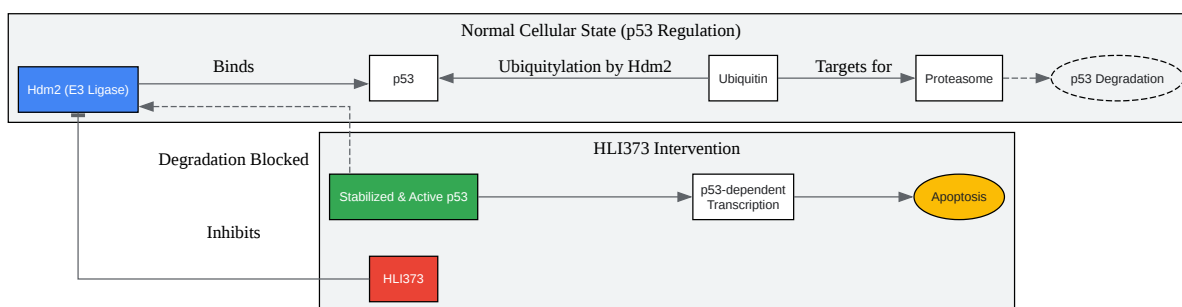 Normal Cellular State (p53 Regulation)
Hdm2 (E3 Ligase)
Binds
p53
Ubiquitylation by Hdm2
Ubiquitin
Targets for
Proteasome
p53 Degradation
Degradation Blocked
HLI373 Intervention
Stabilized & Active p53
p53-dependent
Transcription
Apoptosis
Inhibits
HLI373